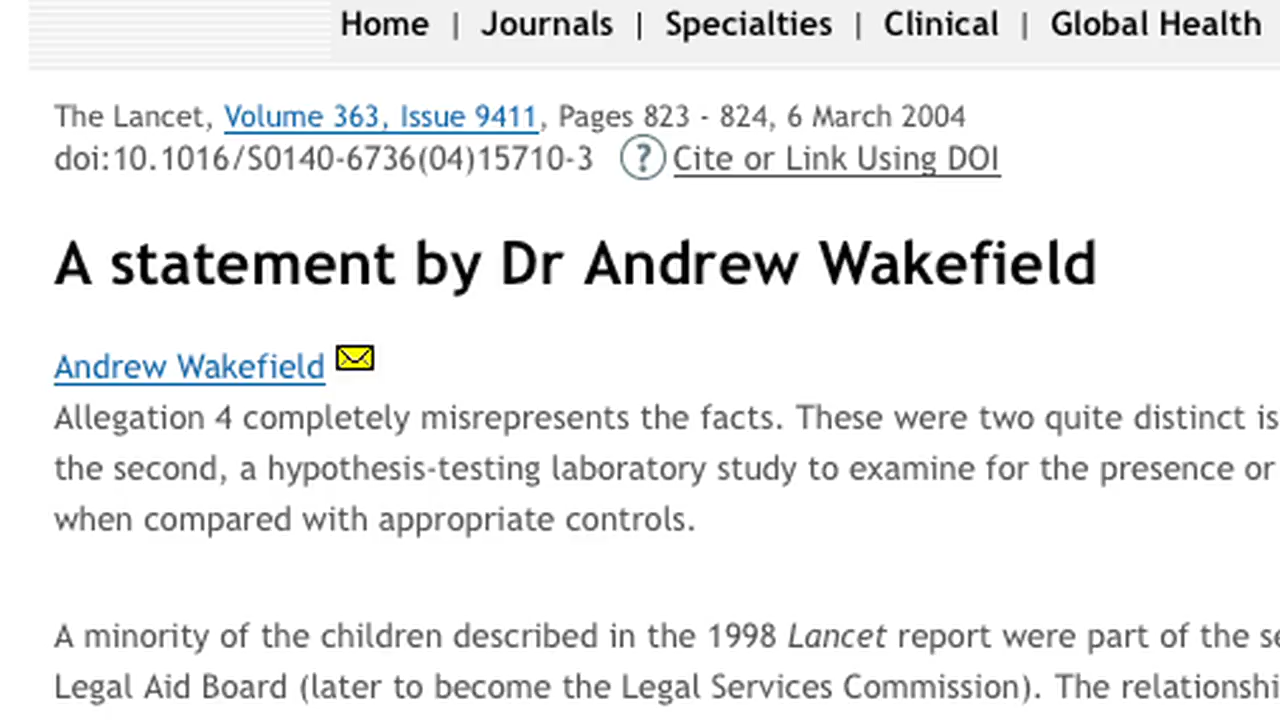 Home | Journals | Specialties | Clinical | Global Health
The Lancet, Volume 363, Issue 9411, Pages 823 - 824, 6 March 2004
doi:10.1016/S0140-6736(04)15710-3 ? Cite or Link Using DOI
A statement by Dr Andrew Wakefield
Andrew Wakefield
Allegation 4 completely misrepresents the facts. These were two quite distinct
the second, a hypothesis-testing laboratory study to examine for the presence or
when compared with appropriate controls.
A minority of the children described in the 1998 Lancet report were part of the
Legal Aid Board (later to become the Legal Services Commission). The